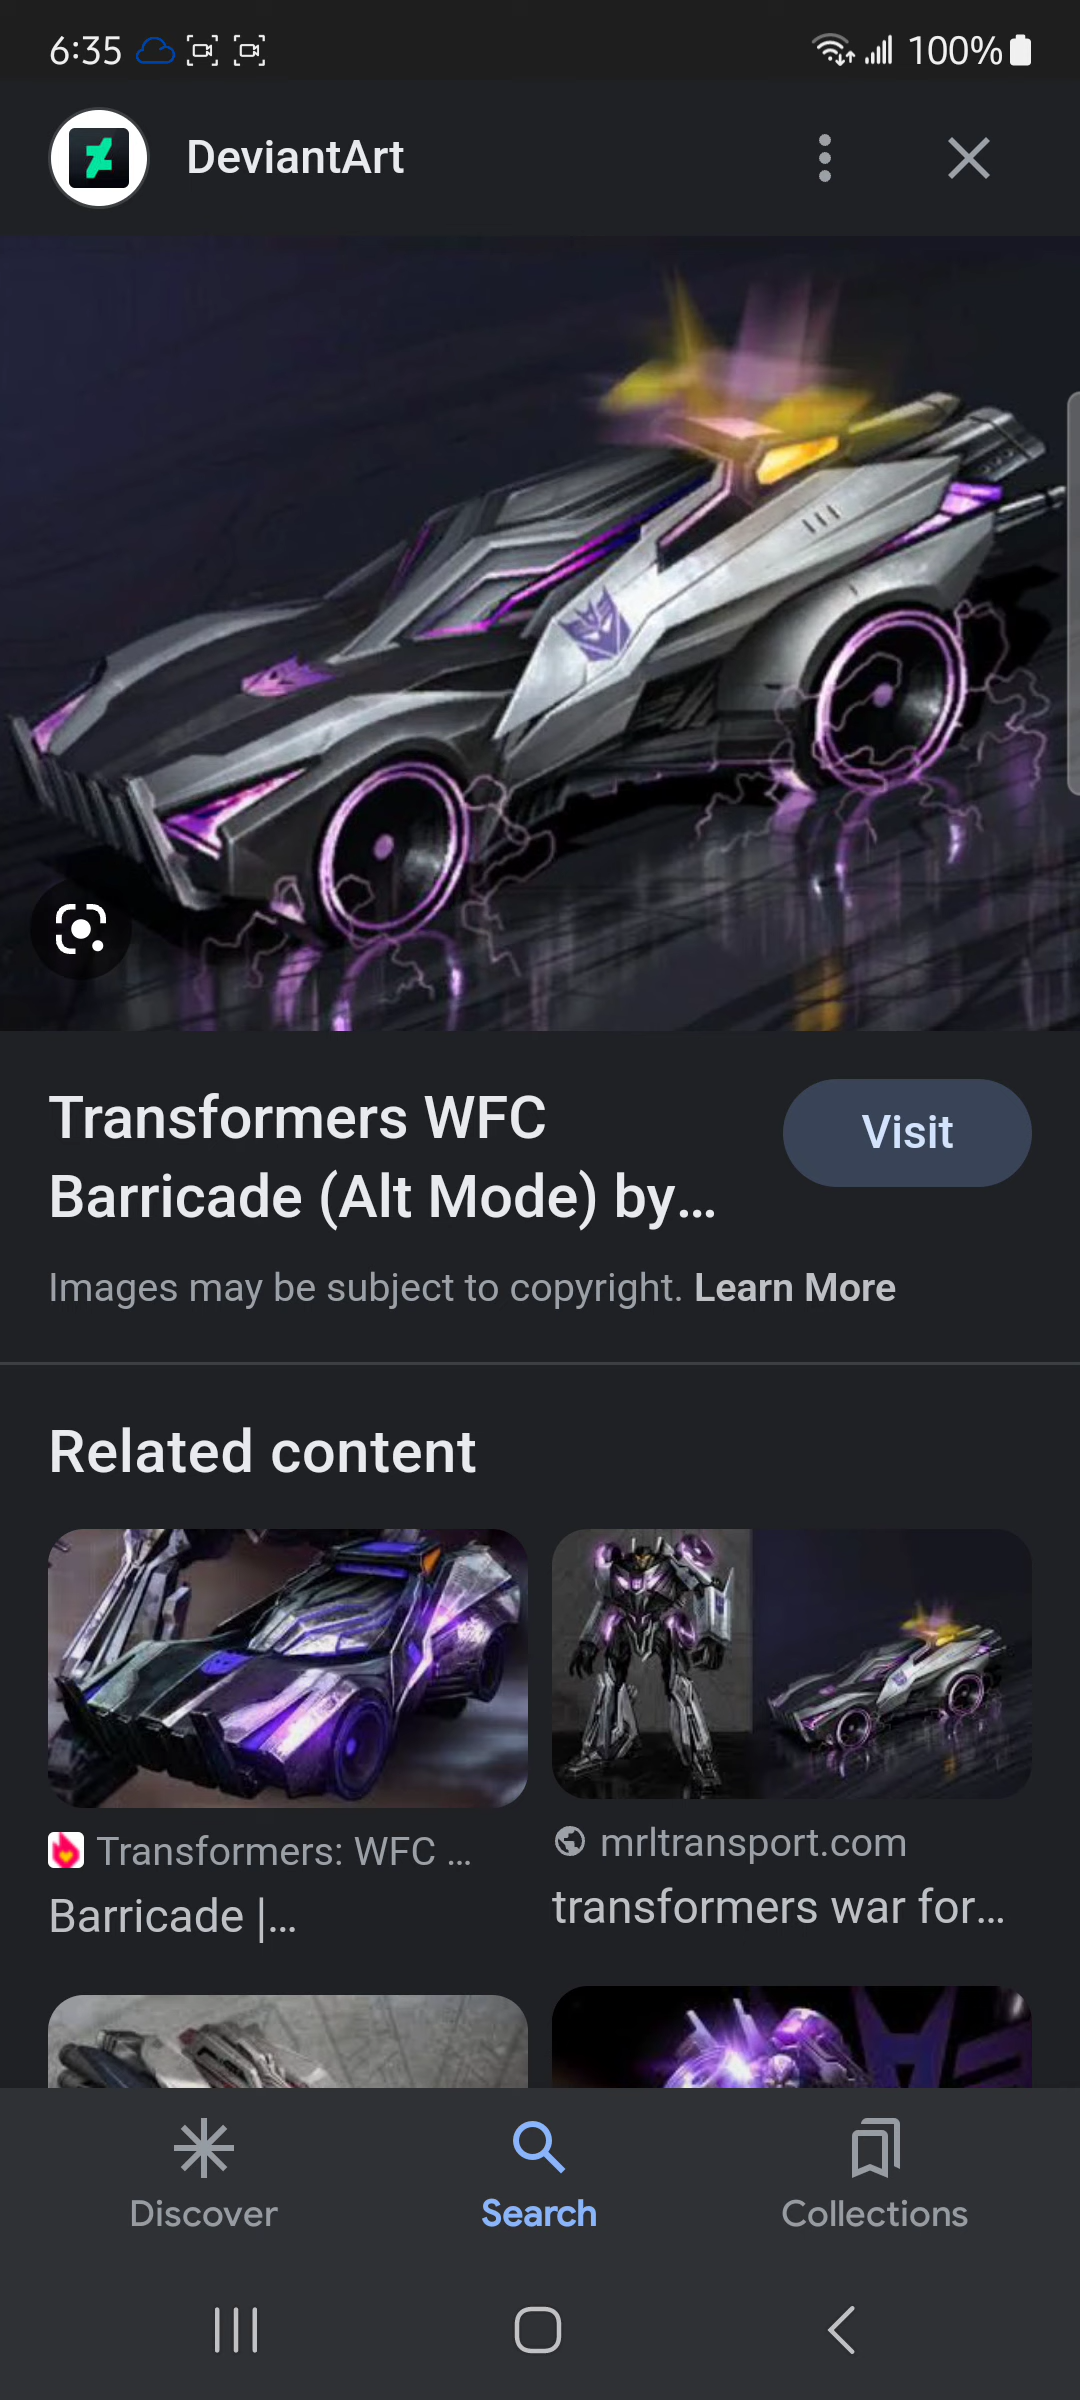 6:35
100%
DeviantArt
Transformers WFC
Barricade (Alt Mode) by...
Visit
Images may be subject to copyright. Learn More
Related content
Transformers: WFC ...
Barricade |...
mrltransport.com
transformers war for...
Discover
Search
Collections